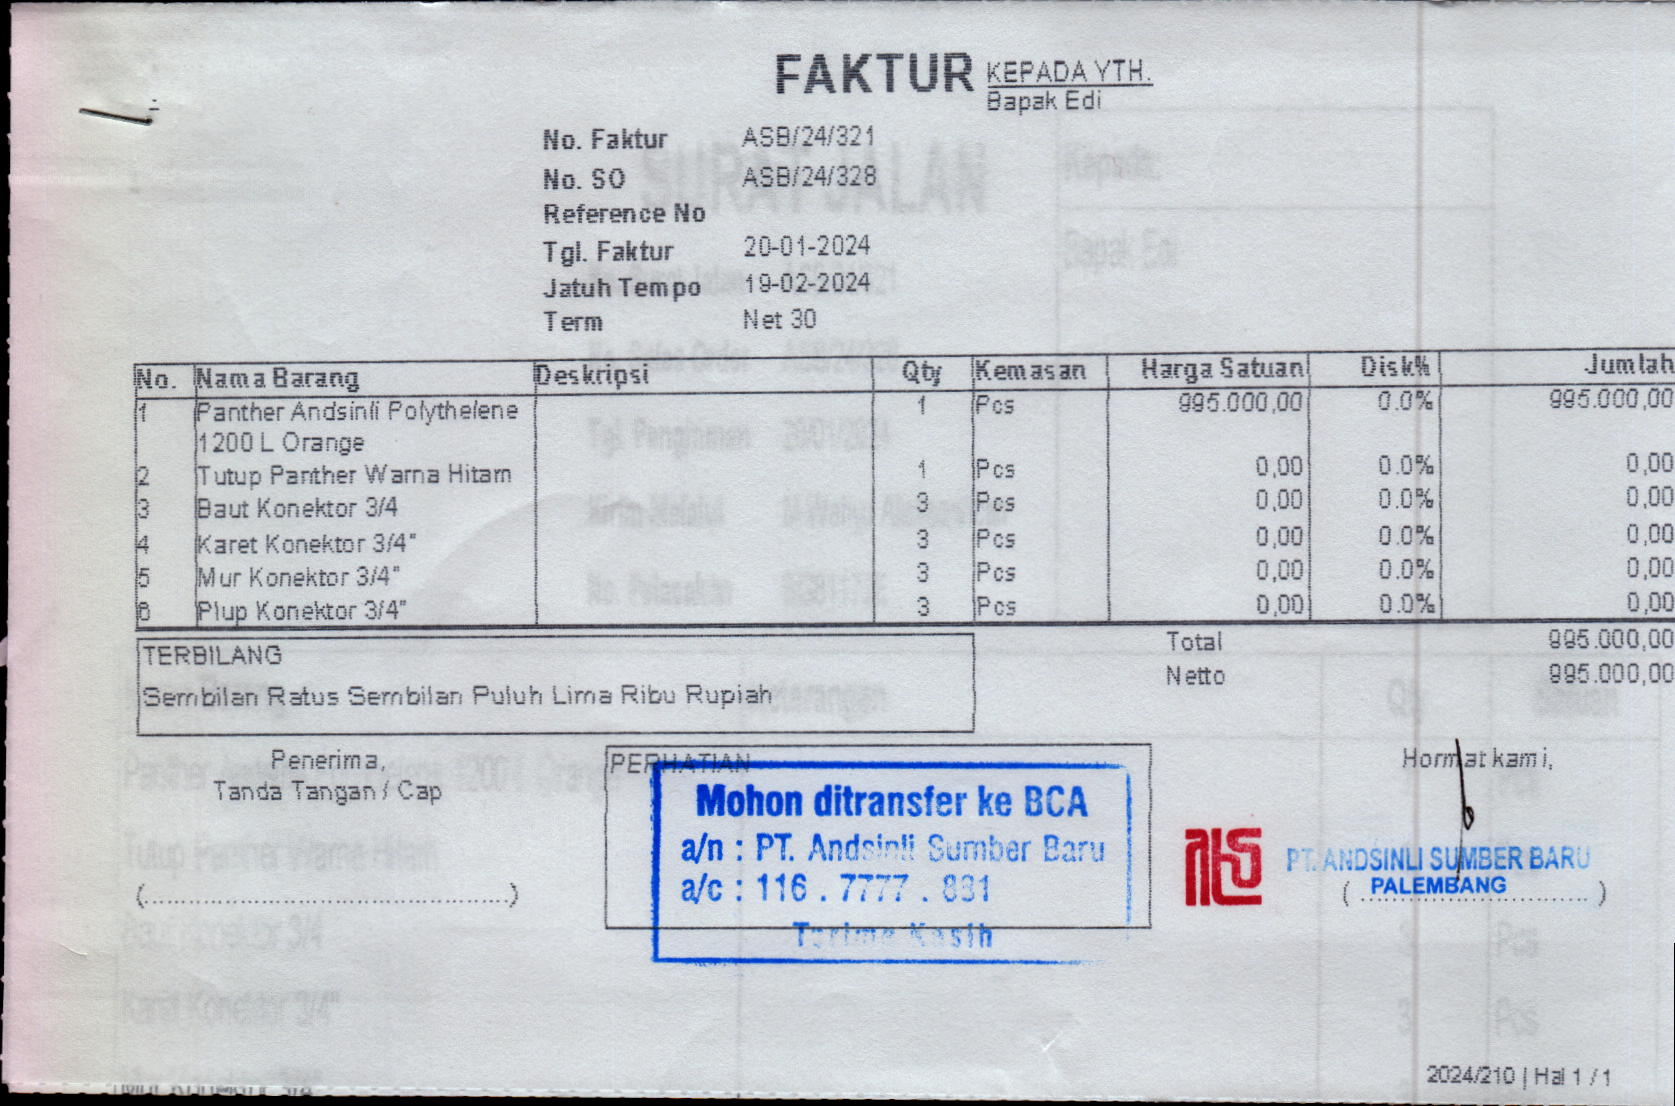 FAKTUR
KEPADA YTH.
Bapak Edi
No. Faktur ASB/24/321
No. SO ASB/24/328
Reference No
Tgl. Faktur 20-01-2024
Jatuh Tempo 19-02-2024
Term Net 30
No. Nama Barang Deskripsi Qty Kemasan Harga Satuan Disk% Jumlah
1 Panther Andsinli Polythelene 1 Pcs 995.000,00 0.0% 995.000,00
1200 L Orange
2 Tutup Panther Warna Hitam 1 Pcs 0,00 0.0% 0,00
3 Baut Konektor 3/4 3 Pcs 0,00 0.0% 0,00
4 Karet Konektor 3/4" 3 Pcs 0,00 0.0% 0,00
5 Mur Konektor 3/4" 3 Pcs 0,00 0.0% 0,00
6 Plup Konektor 3/4" 3 Pcs 0,00 0.0% 0,00
Total 995.000,00
Netto 995.000,00
TERBILANG
Sembilan Ratus Sembilan Puluh Lima Ribu Rupiah
Penerima,
Tanda Tangan / Cap
(................................................)
PERHATIAN
Mohon ditransfer ke BCA
a/n : PT. Andsinli Sumber Baru
a/c : 116 . 7777 . 831
Terima Kasih
Hormat kami,
PT. ANDSINLI SUMBER BARU
PALEMBANG
(..............................)
2024/210 | Hal 1 / 1